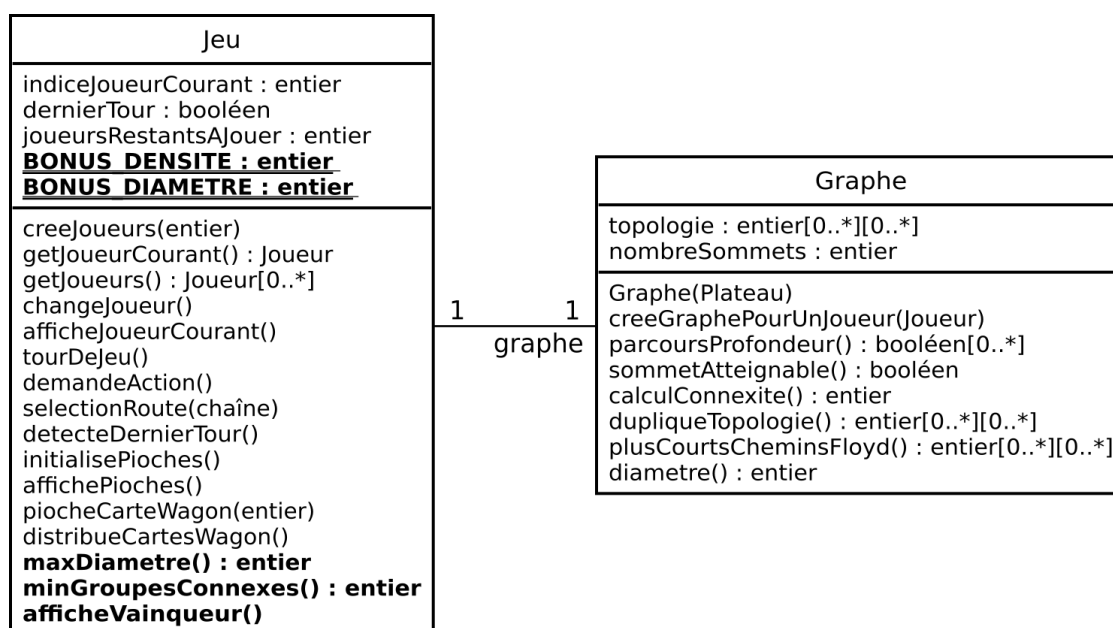 Jeu
indiceJoueurCourant : entier
dernierTour : booléen
joueursRestantsAJouer : entier
BONUS_DENSITE : entier
BONUS_DIAMETRE : entier
creeJoueurs(entier)
getJoueurCourant() : Joueur
getJoueurs() : Joueur[0..*]
changeJoueur()
afficheJoueurCourant()
tourDeJeu()
demandeAction()
selectionRoute(chaîne)
detecteDernierTour()
initialisePioches()
affichePioches()
piocheCarteWagon(entier)
distribueCartesWagon()
maxDiametre() : entier
minGroupesConnexes() : entier
afficheVainqueur()
1
1
graphe
Graphe
topologie : entier[0..*][0..*]
nombreSommets : entier
Graphe(Plateau)
creeGraphePourUnJoueur(Joueur)
parcoursProfondeur() : booléen[0..*]
sommetAtteignable() : booléen
calculConnexite() : entier
dupliqueTopologie() : entier[0..*][0..*]
plusCourtsCheminsFloyd() : entier[0..*][0..*]
diametre() : entier